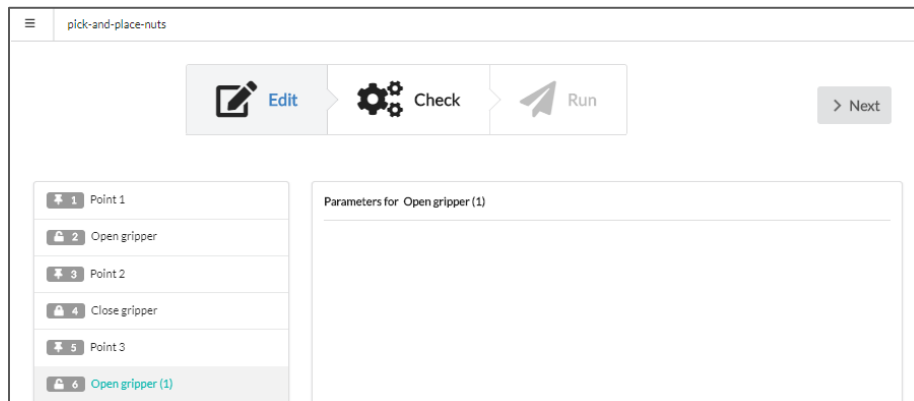 pick-and-place-nuts
Edit
Check
Run
Next
1 Point 1
2 Open gripper
3 Point 2
4 Close gripper
5 Point 3
6 Open gripper (1)
Parameters for Open gripper (1)